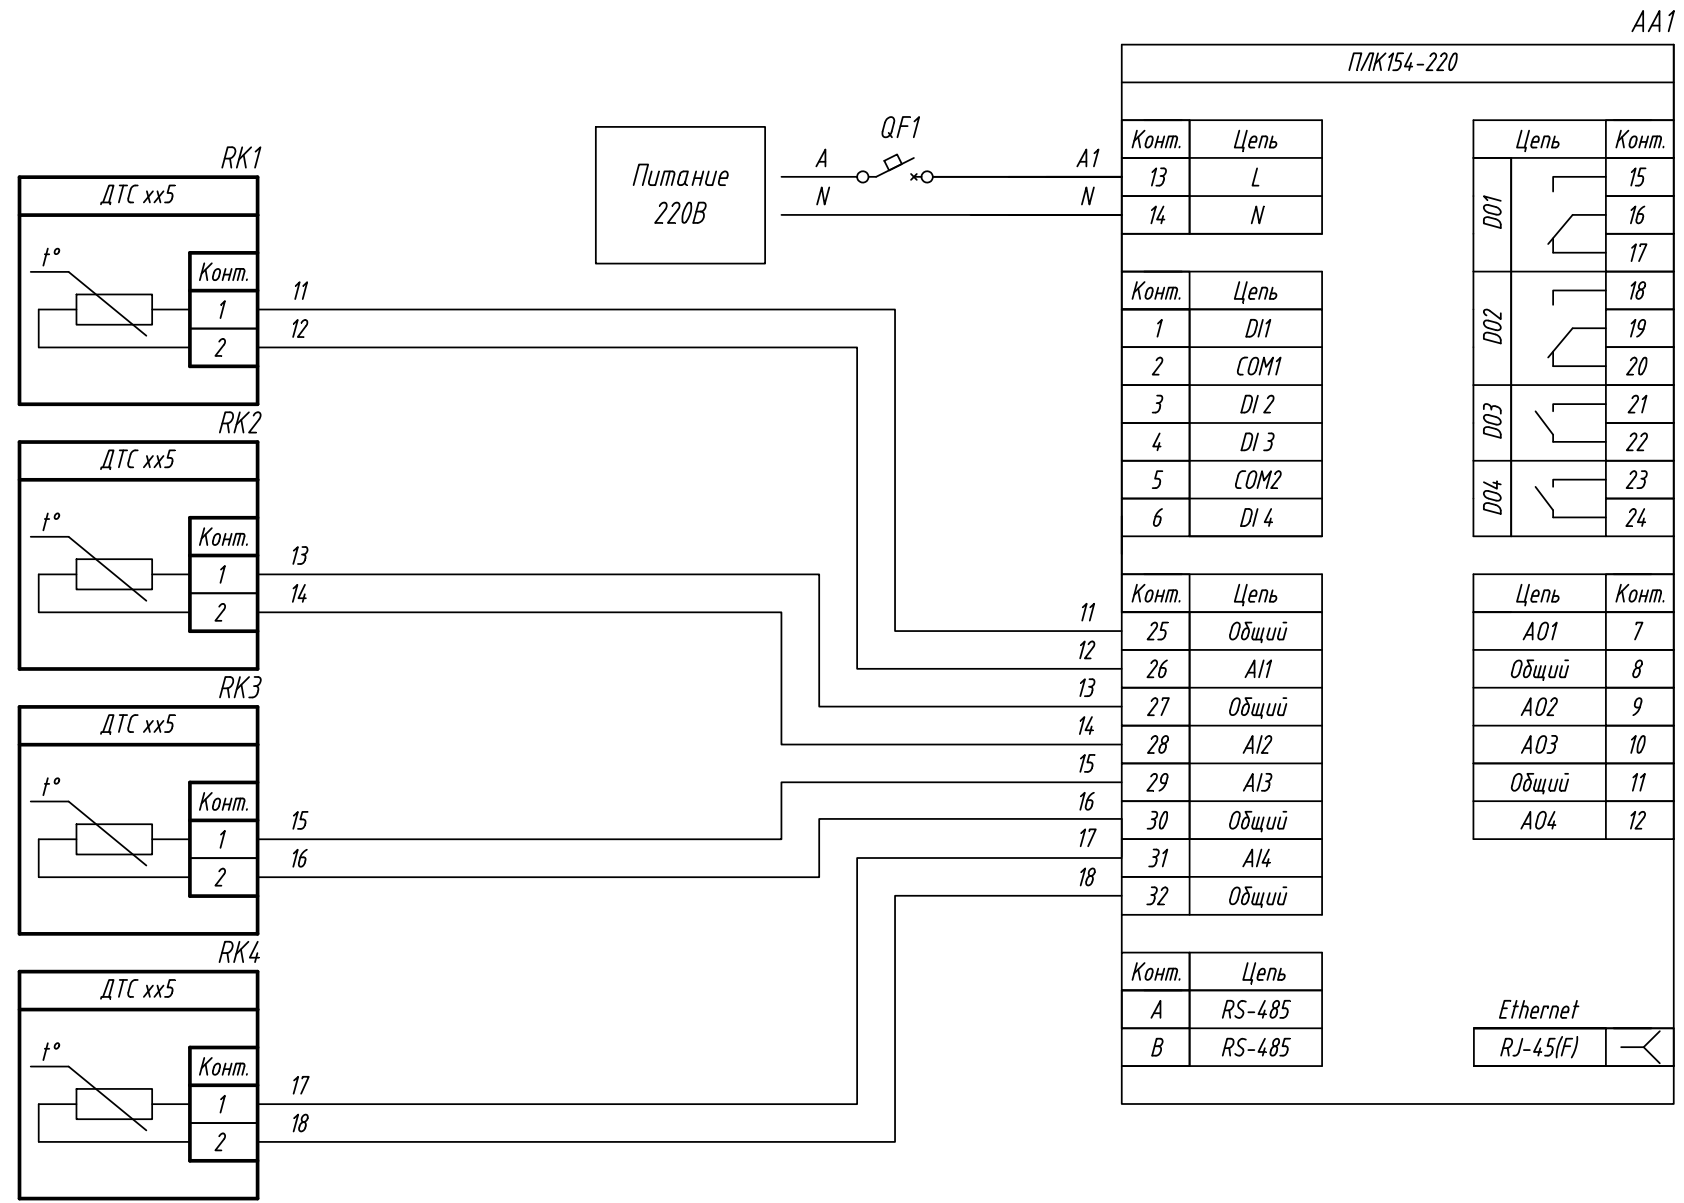 AA1
ПЛК154-220
QF1
Питание
220В
A
N
A1
N
Конт. Цепь
13 L
14 N
Конт. Цепь
1 DI1
2 COM1
3 DI 2
4 DI 3
5 COM2
6 DI 4
Конт. Цепь
25 Общий
26 AI1
27 Общий
28 AI2
29 AI3
30 Общий
31 AI4
32 Общий
Конт. Цепь
A RS-485
B RS-485
Цепь Конт.
DO1
15
16
17
DO2
18
19
20
DO3
21
22
DO4
23
24
Цепь Конт.
AO1 7
Общий 8
AO2 9
AO3 10
Общий 11
AO4 12
Ethernet
RJ-45(F)
RK1
ДТС хх5
t°
Конт.
1
2
11
12
RK2
ДТС хх5
t°
Конт.
1
2
13
14
RK3
ДТС хх5
t°
Конт.
1
2
15
16
RK4
ДТС хх5
t°
Конт.
1
2
17
18
11
12
13
14
15
16
17
18